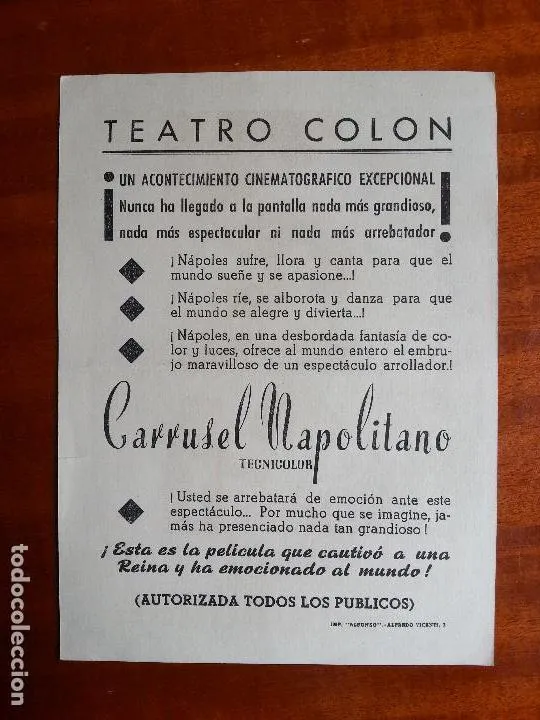 TEATRO COLON
¡UN ACONTECIMIENTO CINEMATOGRAFICO EXCEPCIONAL
Nunca ha llegado a la pantalla nada más grandioso,
nada más espectacular ni nada más arrebatador!
¡Nápoles sufre, llora y canta para que el
mundo sueñe y se apasione...!
¡Nápoles ríe, se alborota y danza para que
el mundo se alegre y divierta...!
¡Nápoles, en una desbordada fantasía de co-
lor y luces, ofrece al mundo entero el embru-
jo maravilloso de un espectáculo arrollador.!
Carrusel Napolitano
TECNICOLOR
¡Usted se arrebatará de emoción ante este
espectáculo... Por mucho que se imagine, ja-
más ha presenciado nada tan grandioso!
¡Esta es la pelicula que cautivó a una
Reina y ha emocionado al mundo!
(AUTORIZADA TODOS LOS PUBLICOS)
IMP. "ALFONSO".-ALFREDO VICENTI, 3
todocoleccion